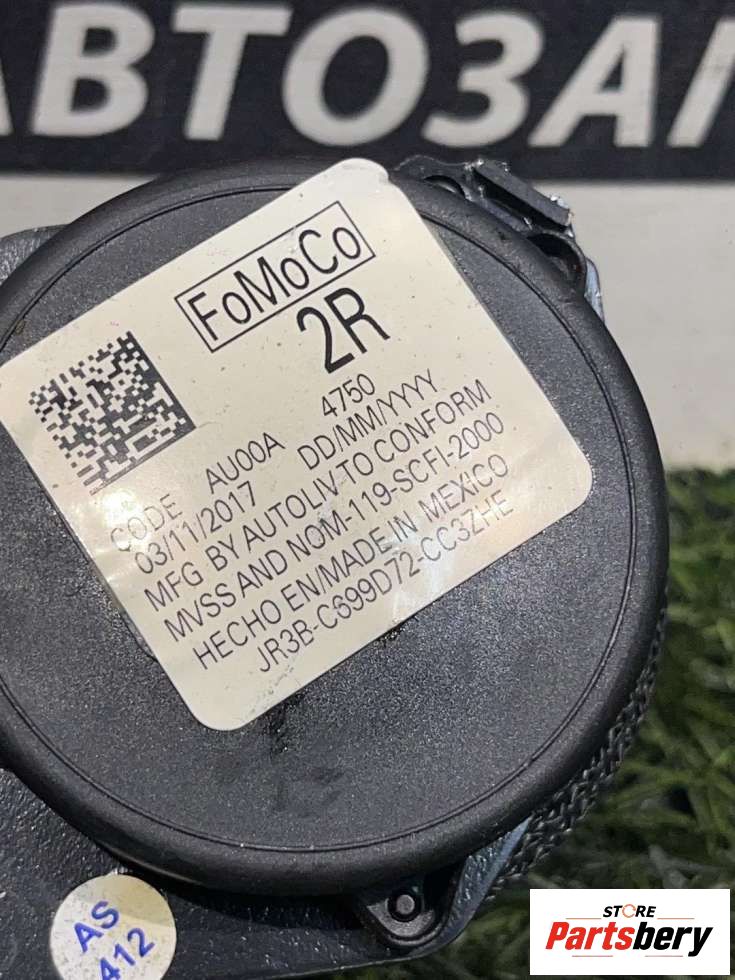 АВТОЗАП
FoMoCo
2R
CODE AU00A 4750
03/11/2017 DD/MM/YYYY
MFG BY AUTOLIV TO CONFORM
MVSS AND NOM-119-SCFI-2000
HECHO EN/MADE IN MEXICO
JR3B-C699D72-CC3ZHE
AS
412
STORE
Partsbery